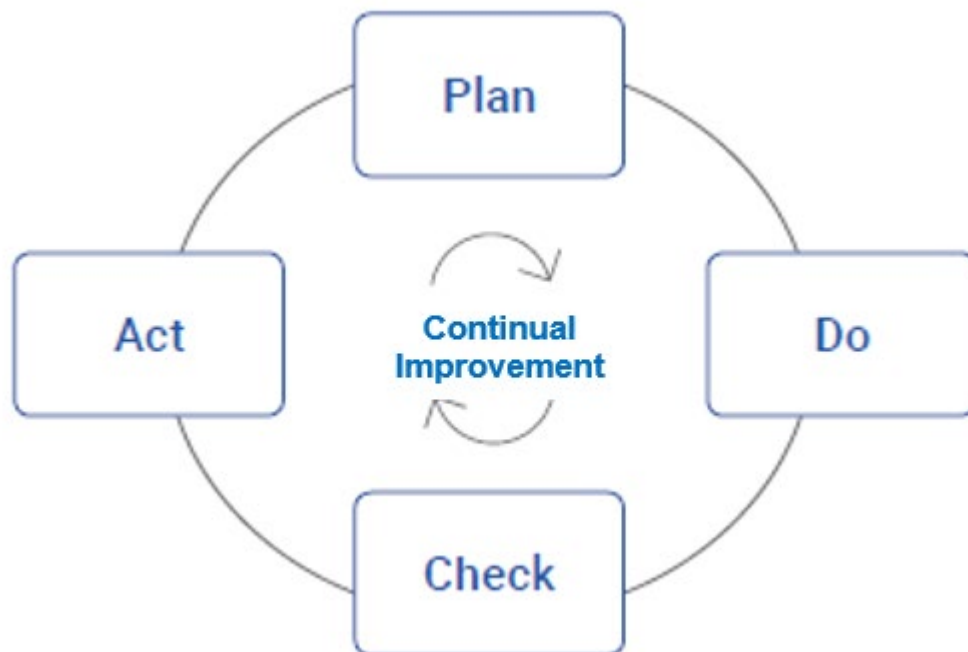 Plan
Act
Continual
Improvement
Do
Check